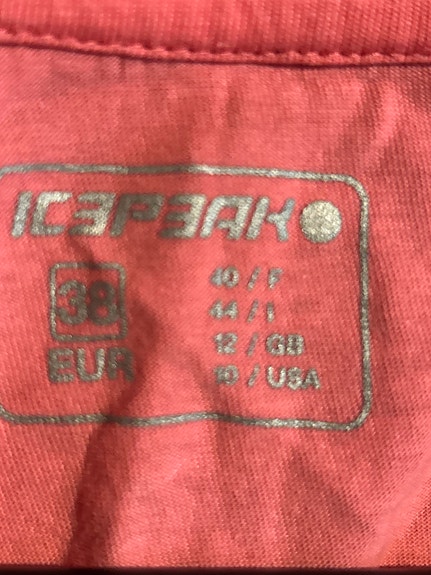 ICEPEAK
38
EUR
40 / F
44 / I
12 / GB
10 / USA